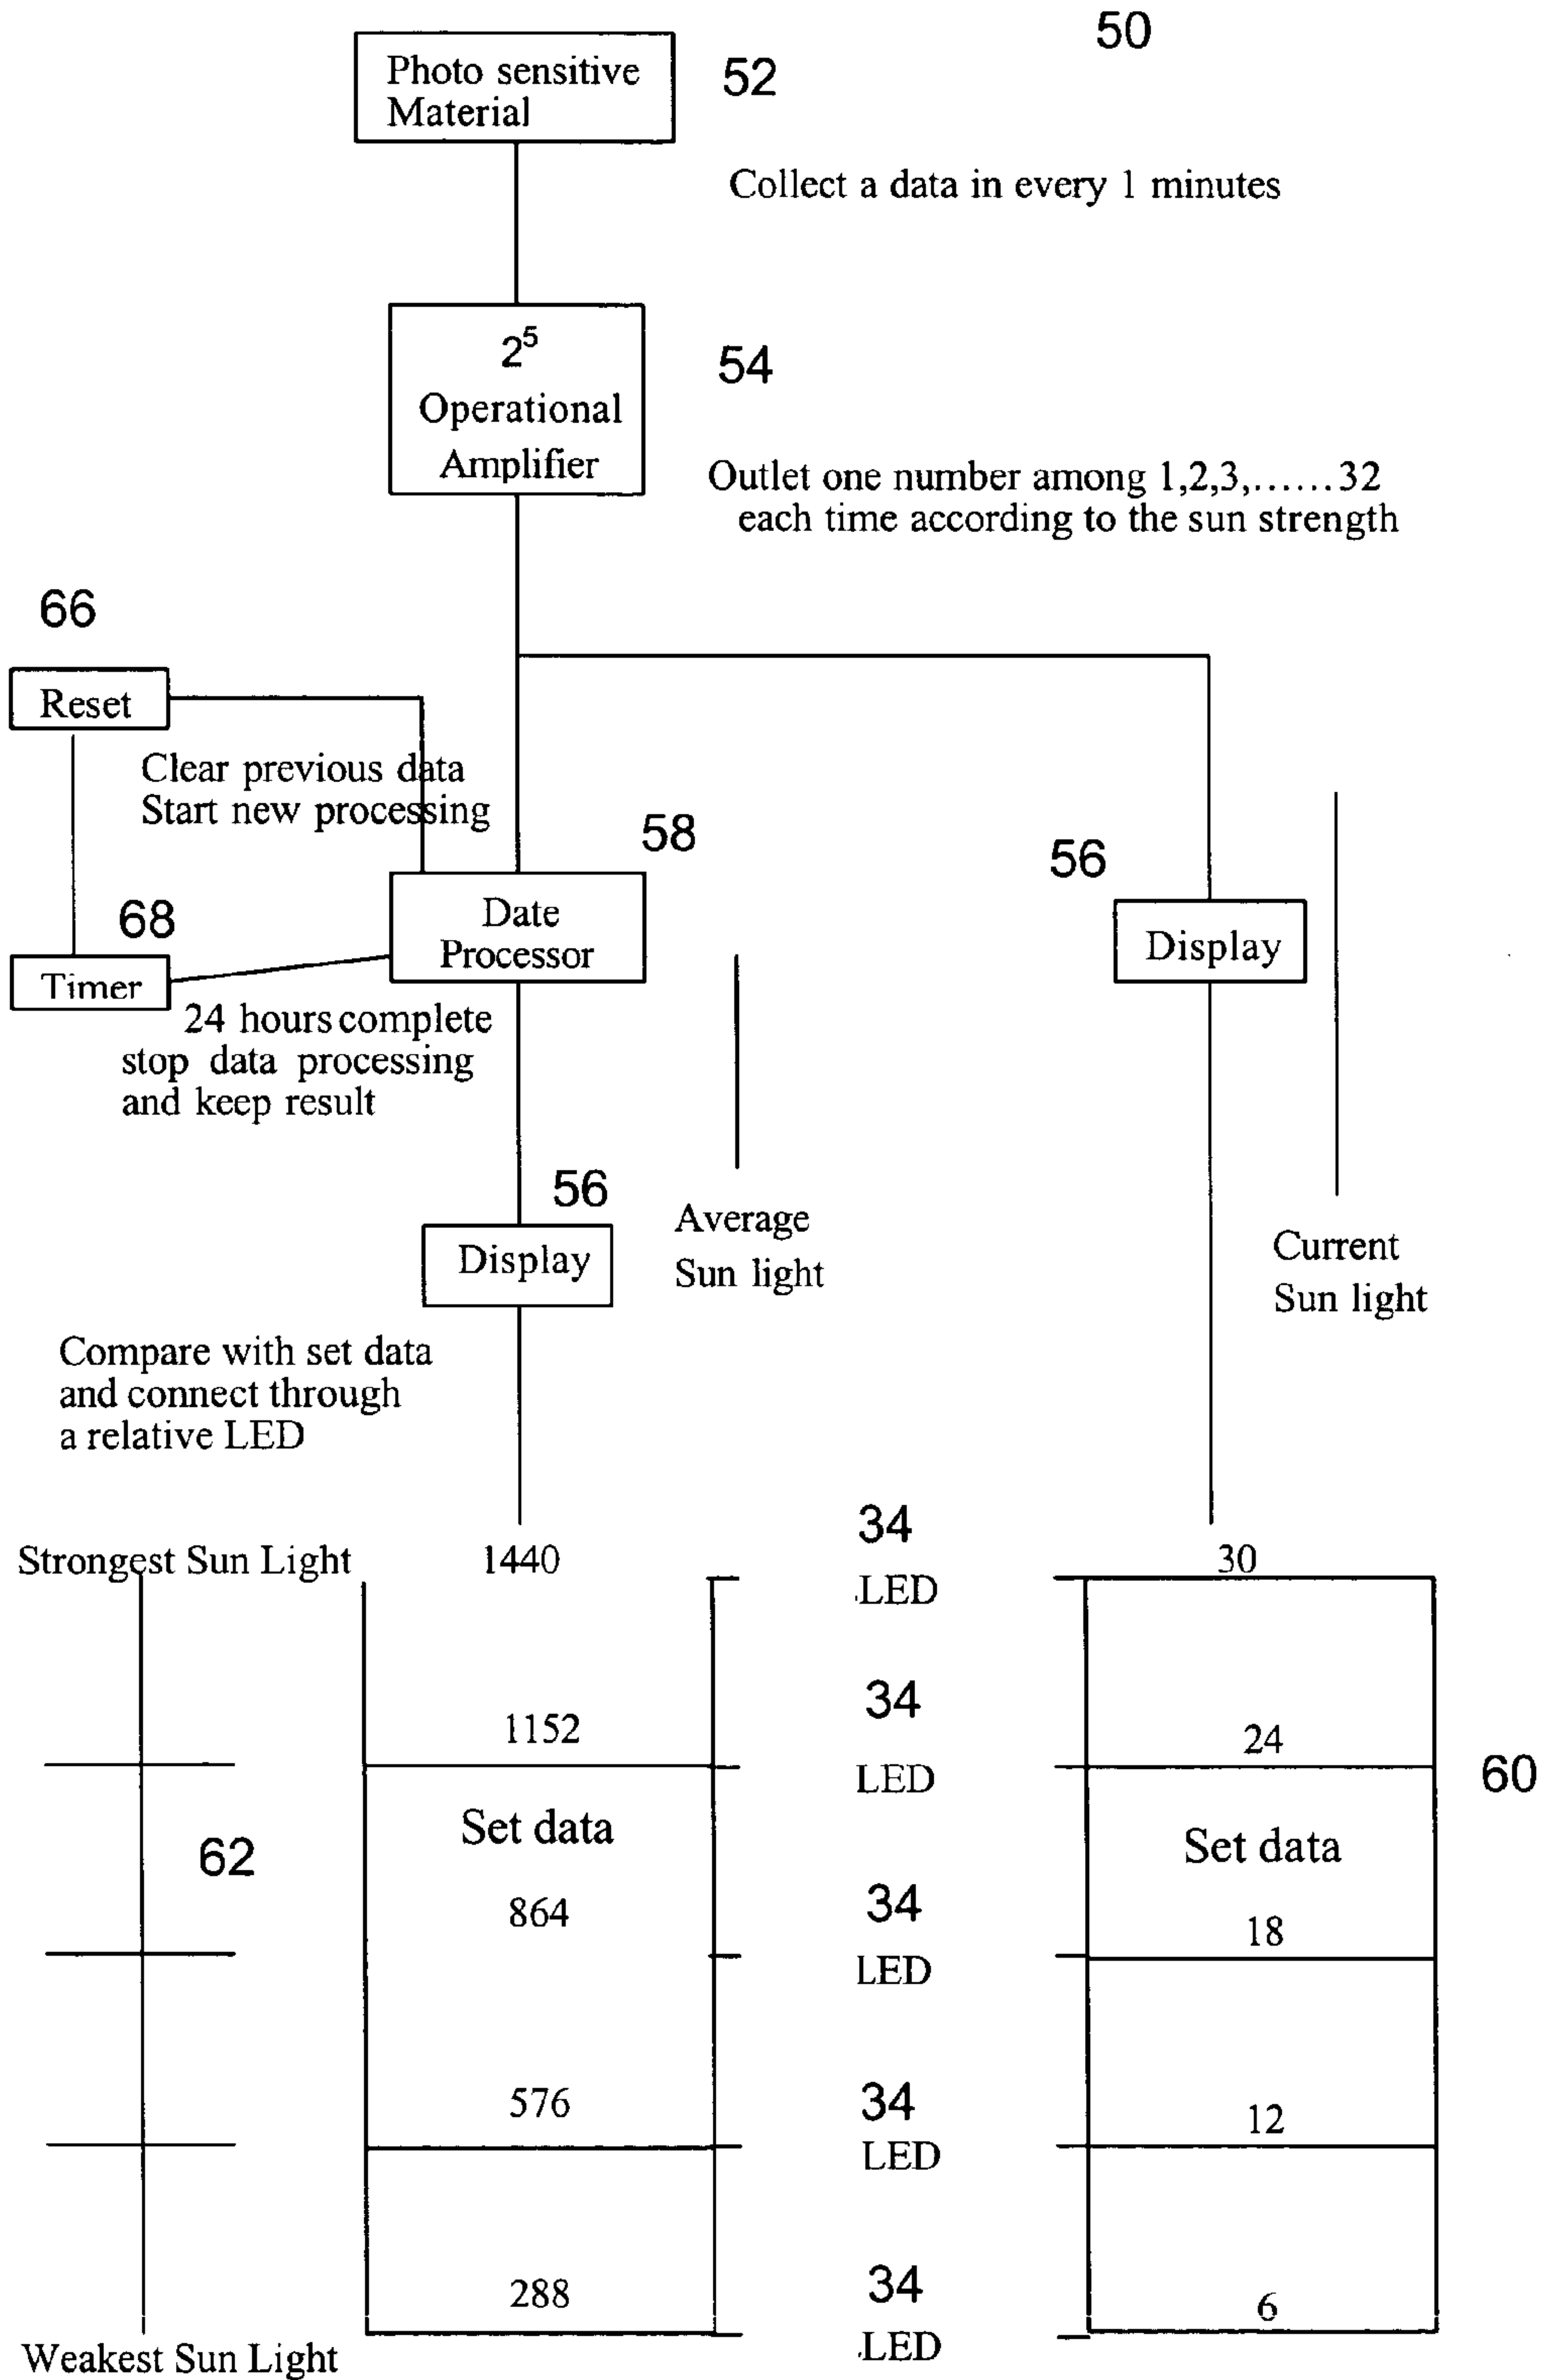 50
Photo sensitive
Material
52
Collect a data in every 1 minutes
2⁵
Operational
Amplifier
54
Outlet one number among 1,2,3,......32
each time according to the sun strength
66
Reset
Clear previous data
Start new processing
58
56
68
Date
Processor
Display
Timer
24 hours complete
stop data processing
and keep result
56
Display
Average
Sun light
Current
Sun light
Compare with set data
and connect through
a relative LED
Strongest Sun Light
1440
34
LED
30
1152
34
LED
24
60
Set data
Set data
62
864
34
LED
18
576
34
LED
12
288
34
LED
6
Weakest Sun Light